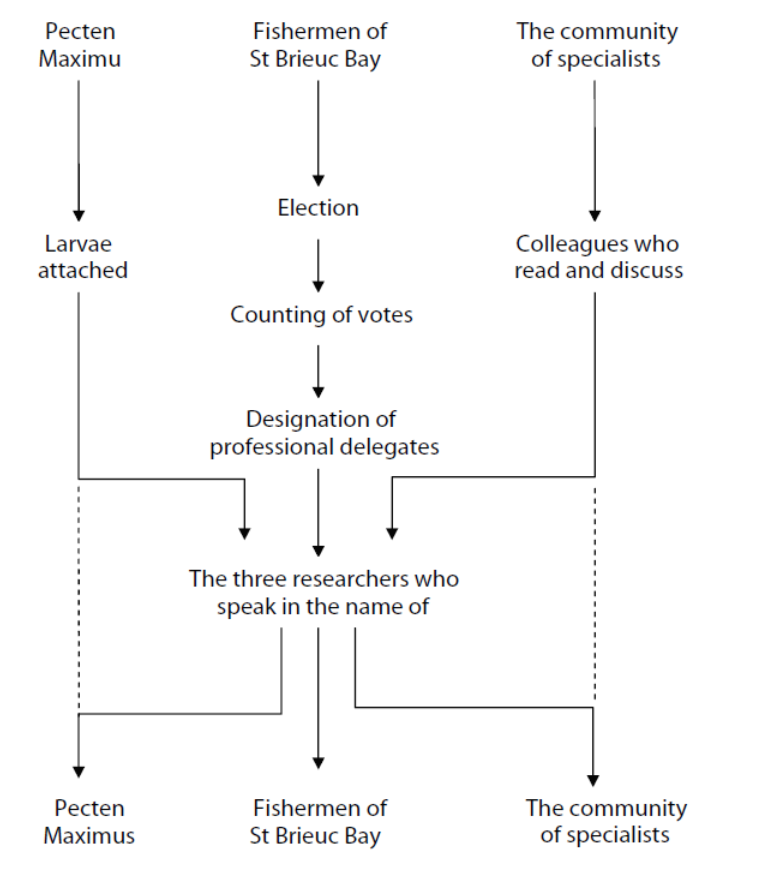 Pecten
Maximu
Fishermen of
St Brieuc Bay
The community
of specialists
Election
Larvae
attached
Colleagues who
read and discuss
Counting of votes
Designation of
professional delegates
The three researchers who
speak in the name of
Pecten
Maximus
Fishermen of
St Brieuc Bay
The community
of specialists